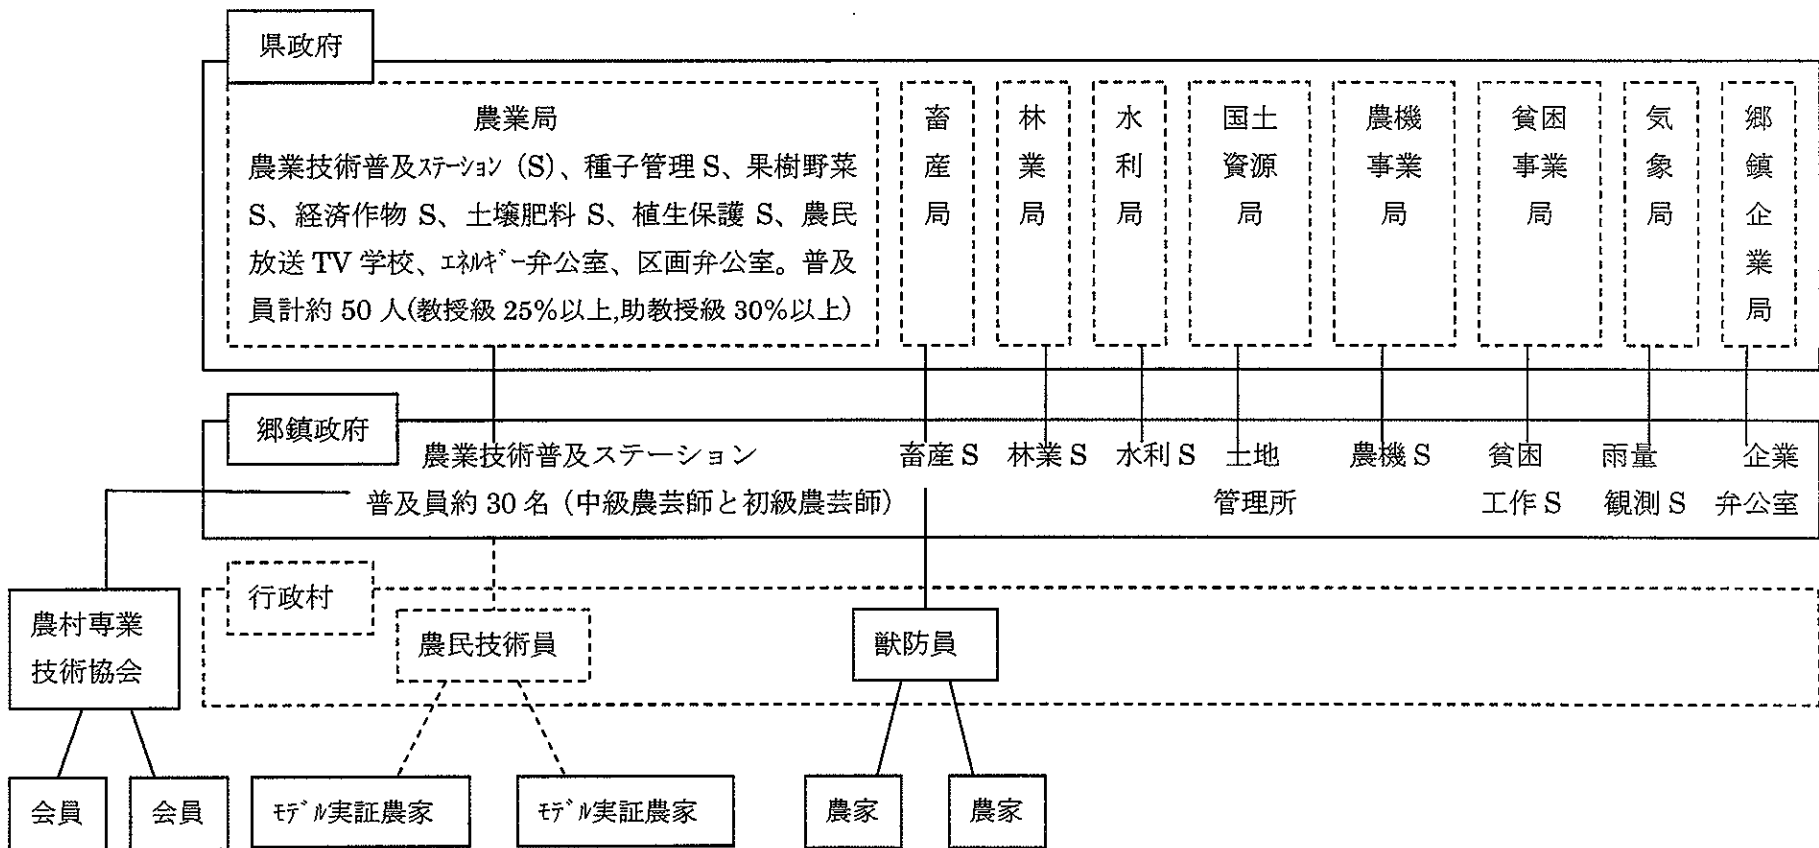 県政府
農業局
農業技術普及ｽﾃｰｼｮﾝ（S）、種子管理 S、果樹野菜
S、経済作物 S、土壌肥料 S、植生保護 S、農民
放送 TV 学校、ｴﾈﾙｷﾞｰ弁公室、区画弁公室。普及
員計約 50 人(教授級 25％以上,助教授級 30％以上)
畜産局
林業局
水利局
国土
資源
局
農機
事業
局
貧困
事業
局
気象局
郷鎮企業局
郷鎮政府
農業技術普及ステーション
普及員約 30 名（中級農芸師と初級農芸師）
畜産 S
林業 S
水利 S
土地
管理所
農機 S
貧困
工作 S
雨量
観測 S
企業
弁公室
農村専業
技術協会
行政村
農民技術員
獣防員
会員
会員
ﾓﾃﾞﾙ実証農家
ﾓﾃﾞﾙ実証農家
農家
農家